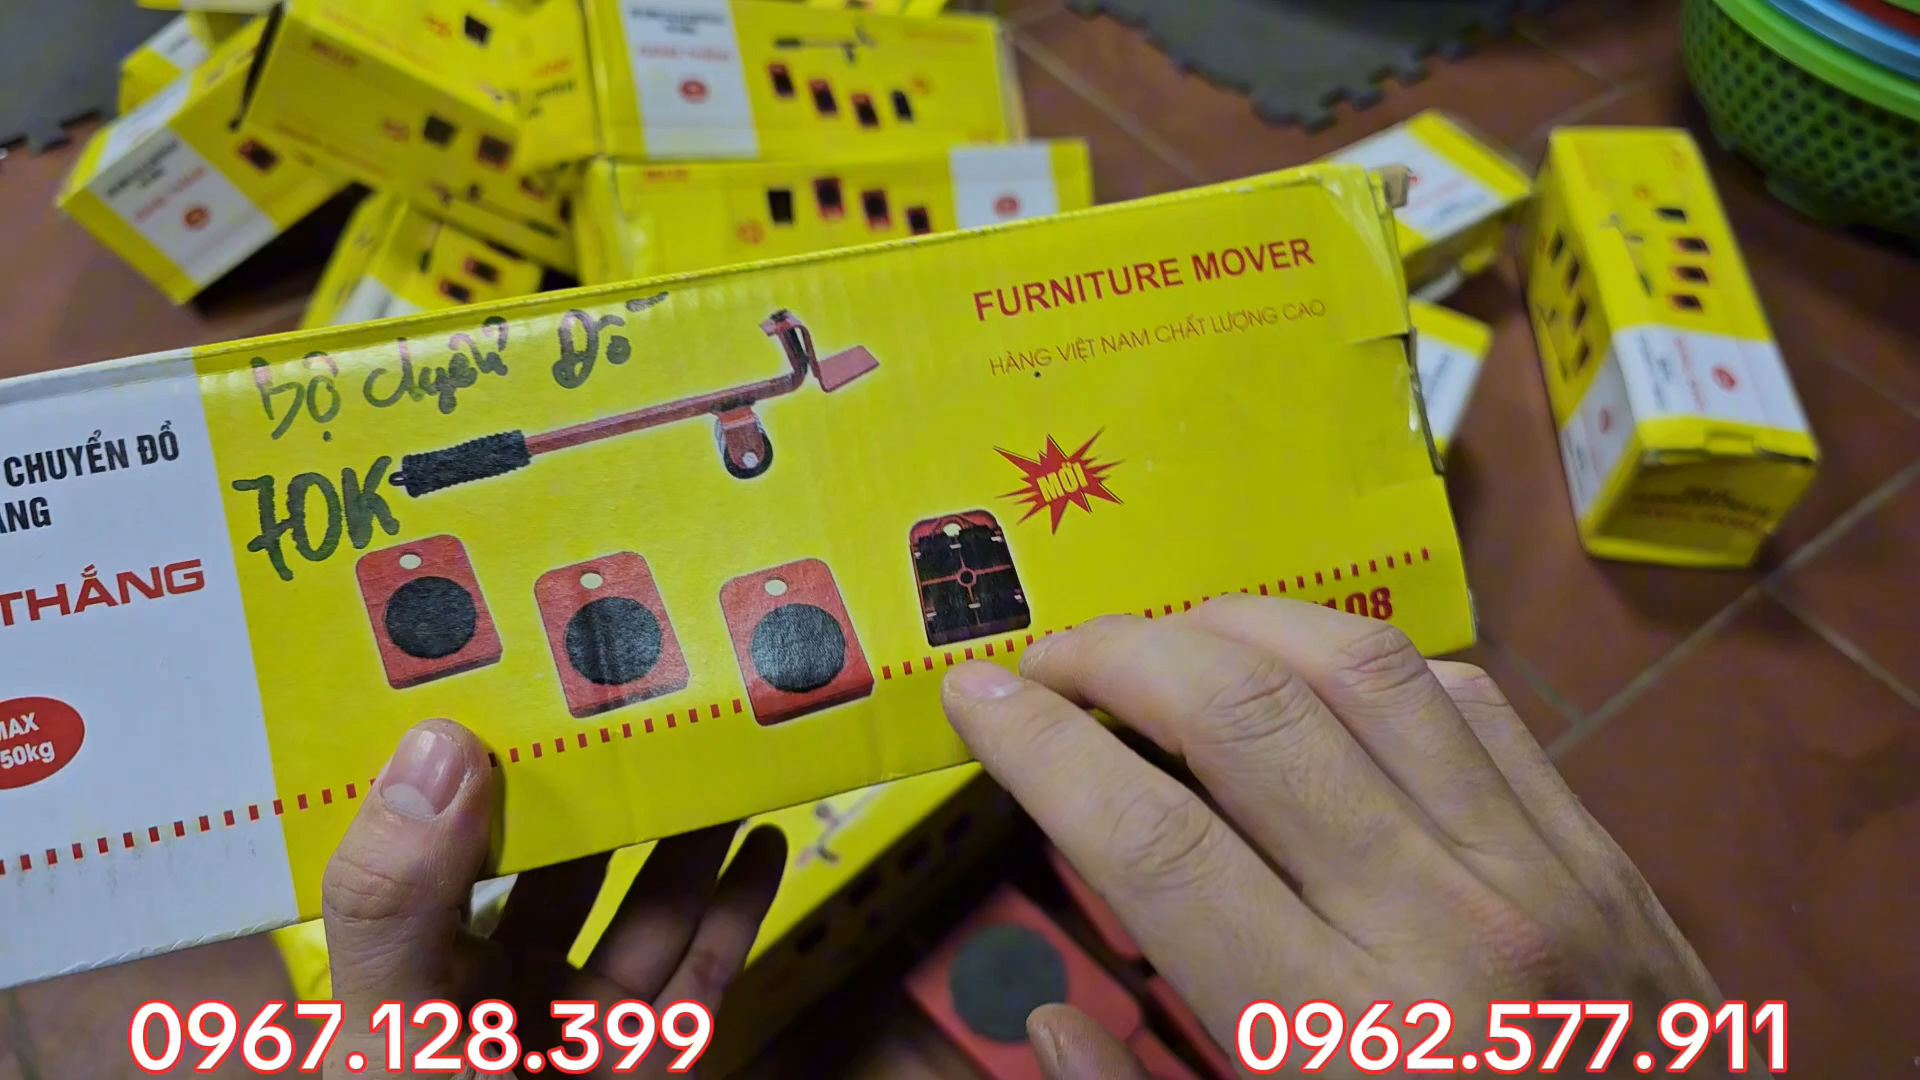 Bộ chuyển Đồ
70K
CHUYỂN ĐỒ
THẮNG
MAX
50kg
FURNITURE MOVER
HÀNG VIỆT NAM CHẤT LƯỢNG CAO
MỚI
108
0967.128.399
0962.577.911